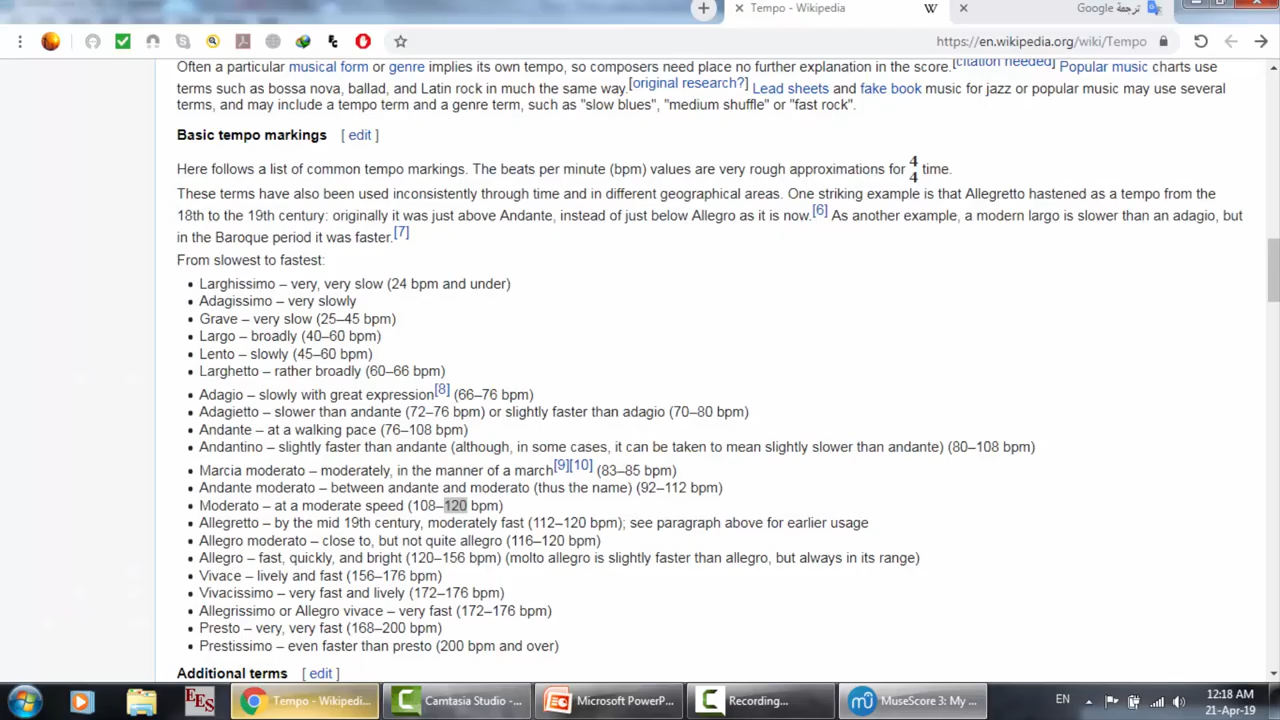 Tempo - Wikipedia
ترجمة Google
https://en.wikipedia.org/wiki/Tempo
Often a particular musical form or genre implies its own tempo, so composers need place no further explanation in the score.[citation needed] Popular music charts use
terms such as bossa nova, ballad, and Latin rock in much the same way.[original research?] Lead sheets and fake book music for jazz or popular music may use several
terms, and may include a tempo term and a genre term, such as "slow blues", "medium shuffle" or "fast rock".
Basic tempo markings [ edit ]
Here follows a list of common tempo markings. The beats per minute (bpm) values are very rough approximations for 4/4 time.
These terms have also been used inconsistently through time and in different geographical areas. One striking example is that Allegretto hastened as a tempo from the
18th to the 19th century: originally it was just above Andante, instead of just below Allegro as it is now.[6] As another example, a modern largo is slower than an adagio, but
in the Baroque period it was faster.[7]
From slowest to fastest:
• Larghissimo – very, very slow (24 bpm and under)
• Adagissimo – very slowly
• Grave – very slow (25–45 bpm)
• Largo – broadly (40–60 bpm)
• Lento – slowly (45–60 bpm)
• Larghetto – rather broadly (60–66 bpm)
• Adagio – slowly with great expression[8] (66–76 bpm)
• Adagietto – slower than andante (72–76 bpm) or slightly faster than adagio (70–80 bpm)
• Andante – at a walking pace (76–108 bpm)
• Andantino – slightly faster than andante (although, in some cases, it can be taken to mean slightly slower than andante) (80–108 bpm)
• Marcia moderato – moderately, in the manner of a march[9][10] (83–85 bpm)
• Andante moderato – between andante and moderato (thus the name) (92–112 bpm)
• Moderato – at a moderate speed (108–120 bpm)
• Allegretto – by the mid 19th century, moderately fast (112–120 bpm); see paragraph above for earlier usage
• Allegro moderato – close to, but not quite allegro (116–120 bpm)
• Allegro – fast, quickly, and bright (120–156 bpm) (molto allegro is slightly faster than allegro, but always in its range)
• Vivace – lively and fast (156–176 bpm)
• Vivacissimo – very fast and lively (172–176 bpm)
• Allegrissimo or Allegro vivace – very fast (172–176 bpm)
• Presto – very, very fast (168–200 bpm)
• Prestissimo – even faster than presto (200 bpm and over)
Additional terms [ edit ]
EES
Tempo - Wikipedi...
Camtasia Studio -...
Microsoft PowerP...
Recording...
MuseScore 3: My ...
EN
12:18 AM
21-Apr-19